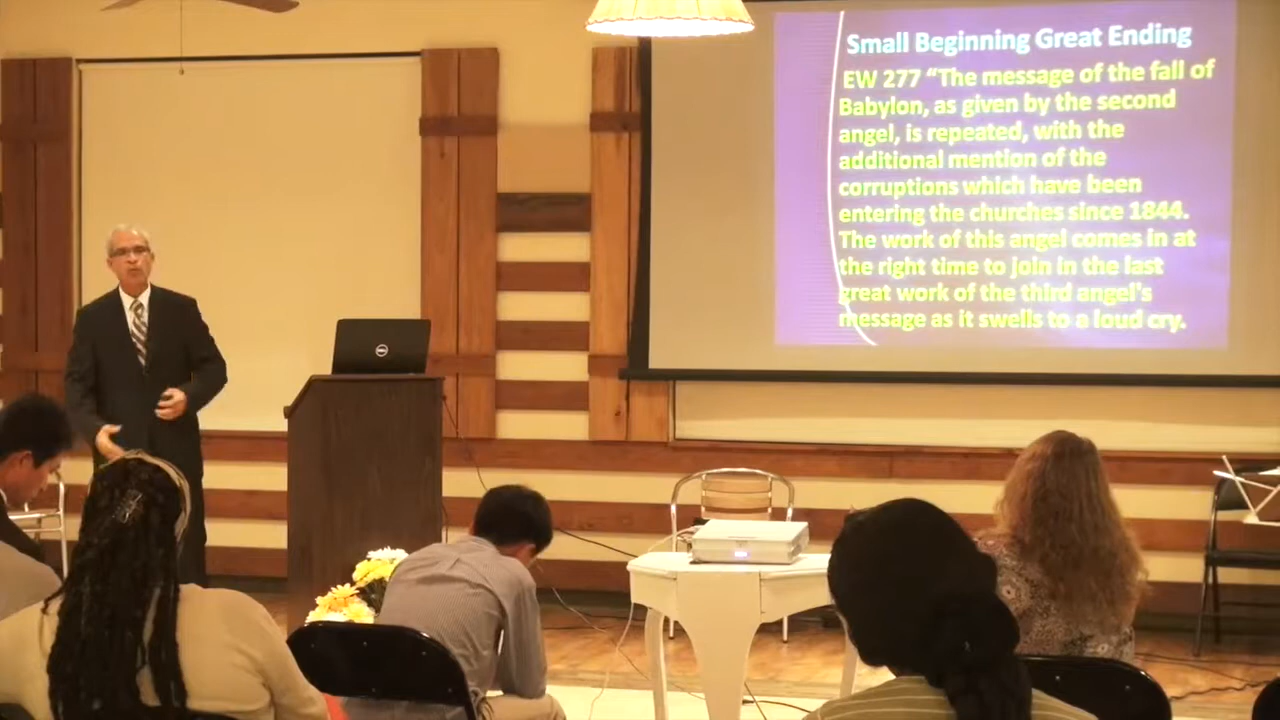 Small Beginning Great Ending
EW 277 “The message of the fall of
Babylon, as given by the second
angel, is repeated, with the
additional mention of the
corruptions which have been
entering the churches since 1844.
The work of this angel comes in at
the right time to join in the last
great work of the third angel's
message as it swells to a loud cry.
DELL